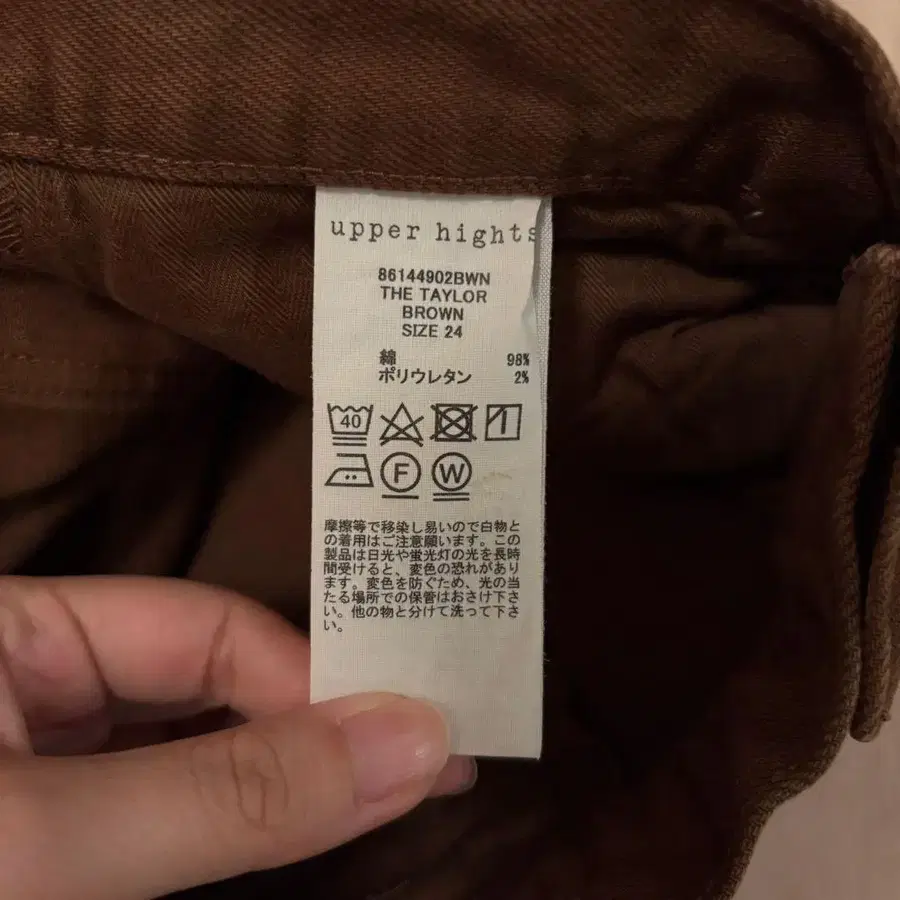 upper hights
86144902BWN
THE TAYLOR
BROWN
SIZE 24
綿 98%
ポリウレタン 2%
40
F W
摩擦等で移染し易いので白物と
の着用はご注意願います。この
製品は日光や蛍光灯の光を長時
間受けると、変色の恐れがあり
ます。変色を防ぐため、光の当
たる場所での保管はおさけ下さ
い。他の物と分けて洗って下さ
い。